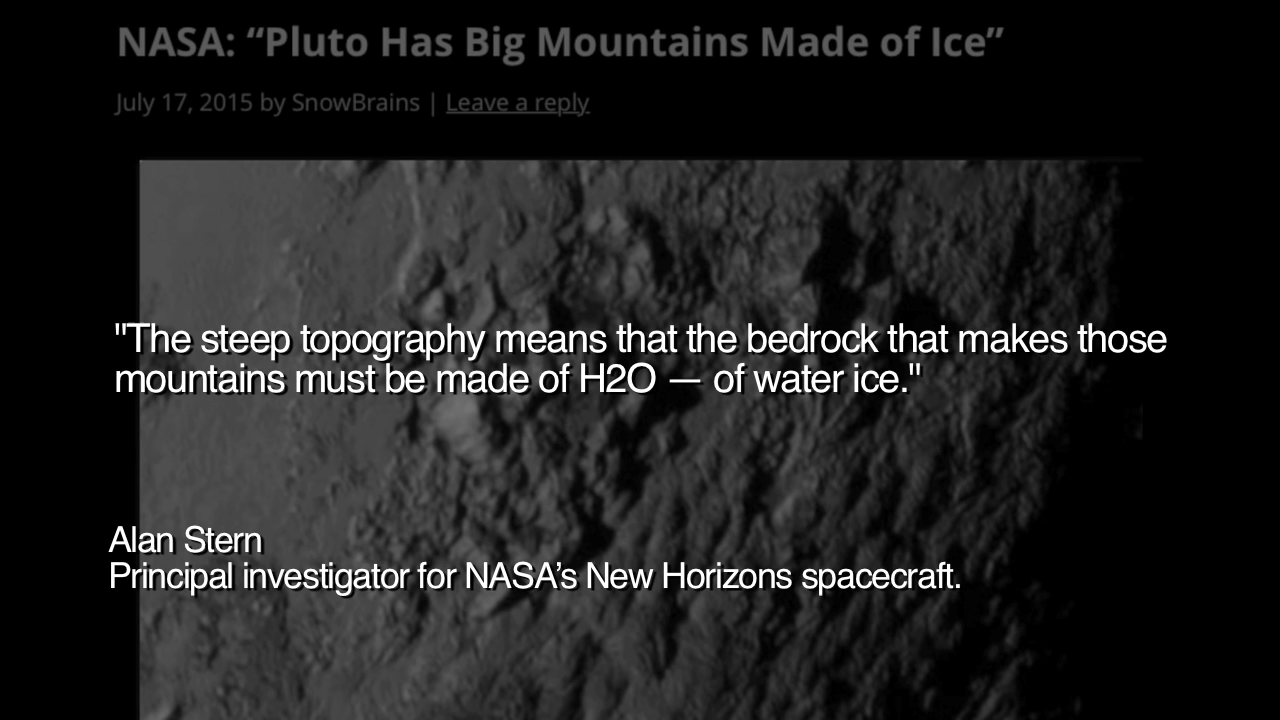 NASA: “Pluto Has Big Mountains Made of Ice”
July 17, 2015 by SnowBrains | Leave a reply
"The steep topography means that the bedrock that makes those
mountains must be made of H2O — of water ice."
Alan Stern
Principal investigator for NASA’s New Horizons spacecraft.